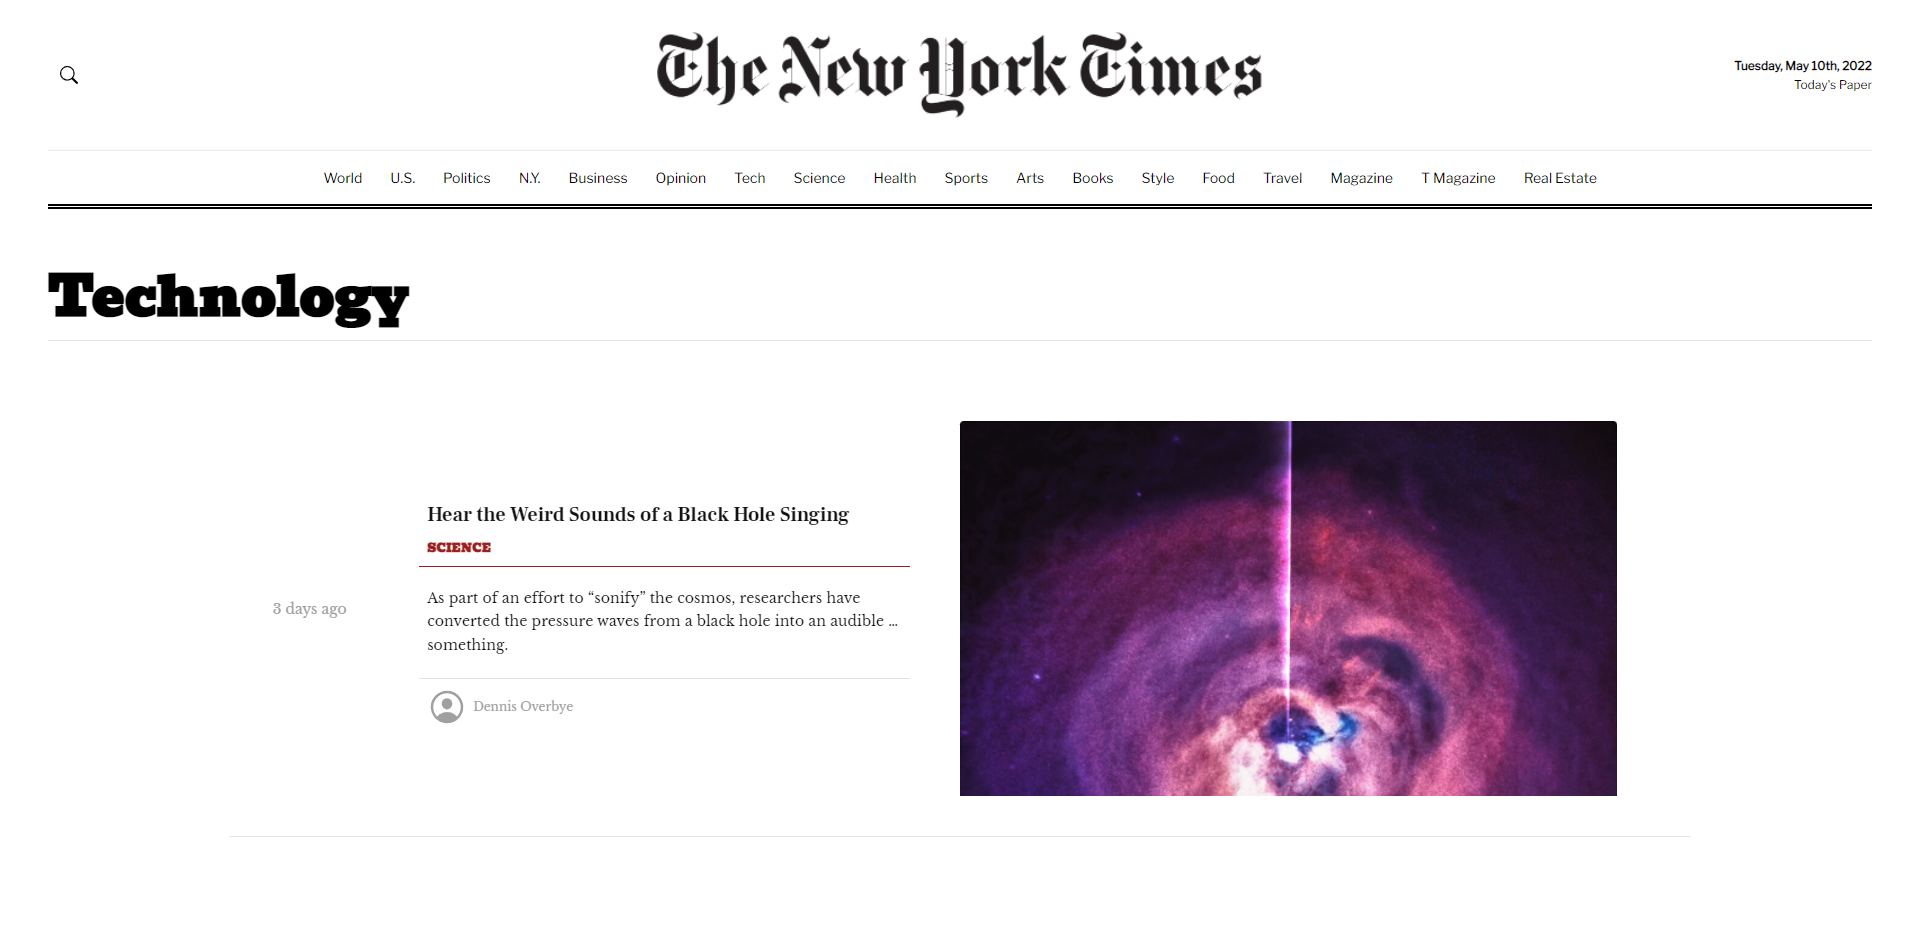 The New York Times
Tuesday, May 10th, 2022
Today's Paper
World U.S. Politics N.Y. Business Opinion Tech Science Health Sports Arts Books Style Food Travel Magazine T Magazine Real Estate
Technology
3 days ago
Hear the Weird Sounds of a Black Hole Singing
SCIENCE
As part of an effort to “sonify” the cosmos, researchers have
converted the pressure waves from a black hole into an audible ...
something.
Dennis Overbye